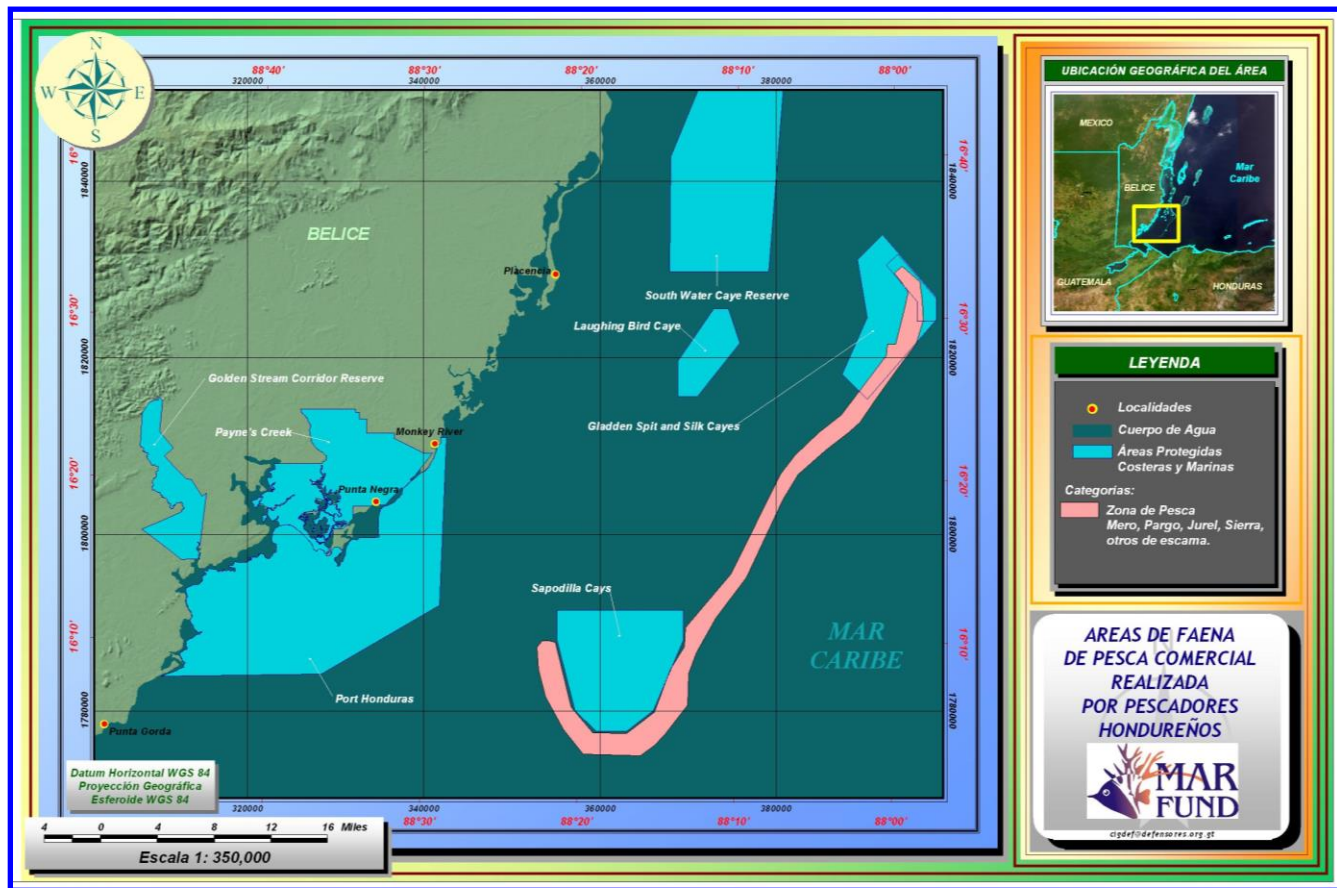 N
W
E
S
88°40'
88°30'
88°20'
88°10'
88°00'
320000
340000
360000
380000
16°40'
1840000
16°30'
1820000
16°20'
1800000
16°10'
1780000
BELICE
Placencia
South Water Caye Reserve
Laughing Bird Caye
Golden Stream Corridor Reserve
Payne's Creek
Monkey River
Gladden Spit and Silk Cayes
Punta Negra
Sapodilla Cays
MAR
CARIBE
Port Honduras
Punta Gorda
16°40'
1840000
16°30'
1820000
16°20'
1800000
16°10'
1780000
320000
340000
360000
380000
88°30'
88°20'
88°10'
88°00'
Datum Horizontal WGS 84
Proyección Geográfica
Esferoide WGS 84
4 0 4 8 12 16 Miles
Escala 1: 350,000
UBICACIÓN GEOGRÁFICA DEL ÁREA
MEXICO
Mar
Caribe
BELICE
GUATEMALA
HONDURAS
LEYENDA
Localidades
Cuerpo de Agua
Áreas Protegidas
Costeras y Marinas
Categorías:
Zona de Pesca
Mero, Pargo, Jurel, Sierra,
otros de escama.
AREAS DE FAENA
DE PESCA COMERCIAL
REALIZADA
POR PESCADORES
HONDUREÑOS
MAR
FUND
cigdef@defensores.org.gt